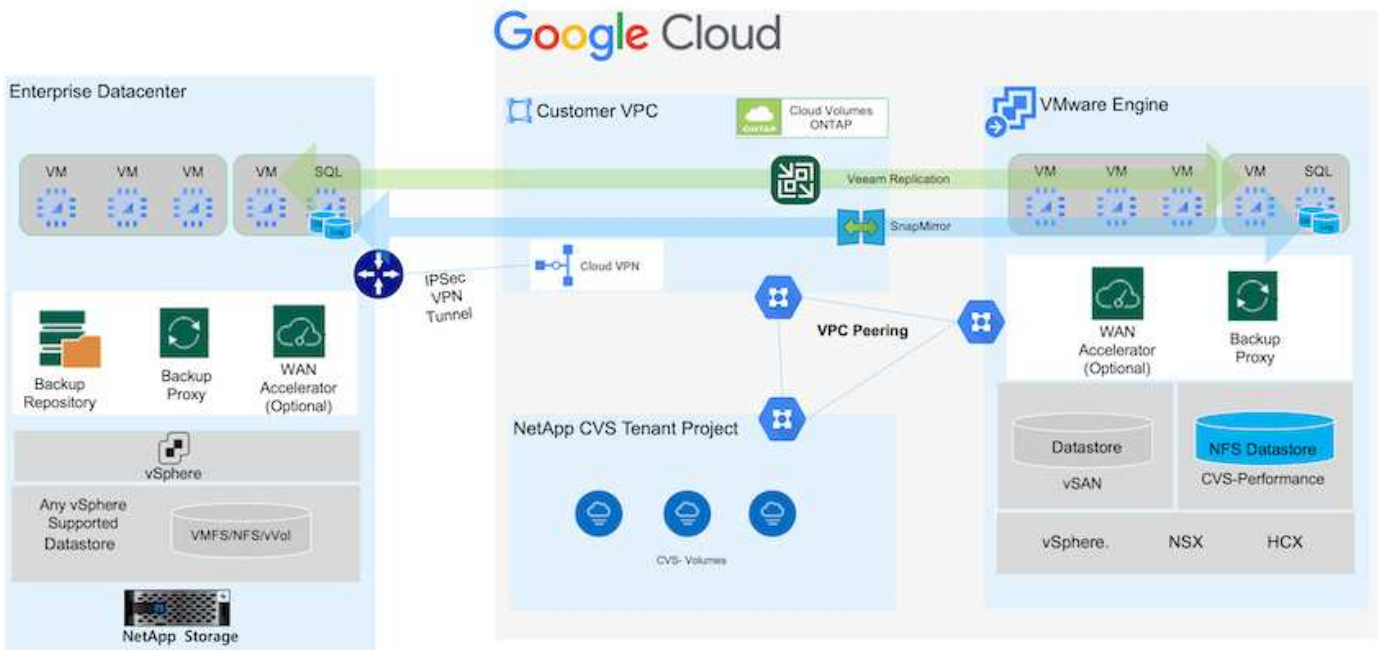 Google Cloud
Enterprise Datacenter
VM VM VM VM SQL
IPSec
VPN
Tunnel
Backup
Repository
Backup
Proxy
WAN
Accelerator
(Optional)
vSphere
Any vSphere
Supported
Datastore
VMFS/NFS/vVol
NetApp Storage
Customer VPC
ONTAP
Cloud Volumes
ONTAP
Veeam Replication
SnapMirror
Cloud VPN
VPC Peering
NetApp CVS Tenant Project
CVS- Volumes
VMware Engine
VM VM VM VM SQL
WAN
Accelerator
(Optional)
Backup
Proxy
Datastore
vSAN
NFS Datastore
CVS-Performance
vSphere. NSX HCX